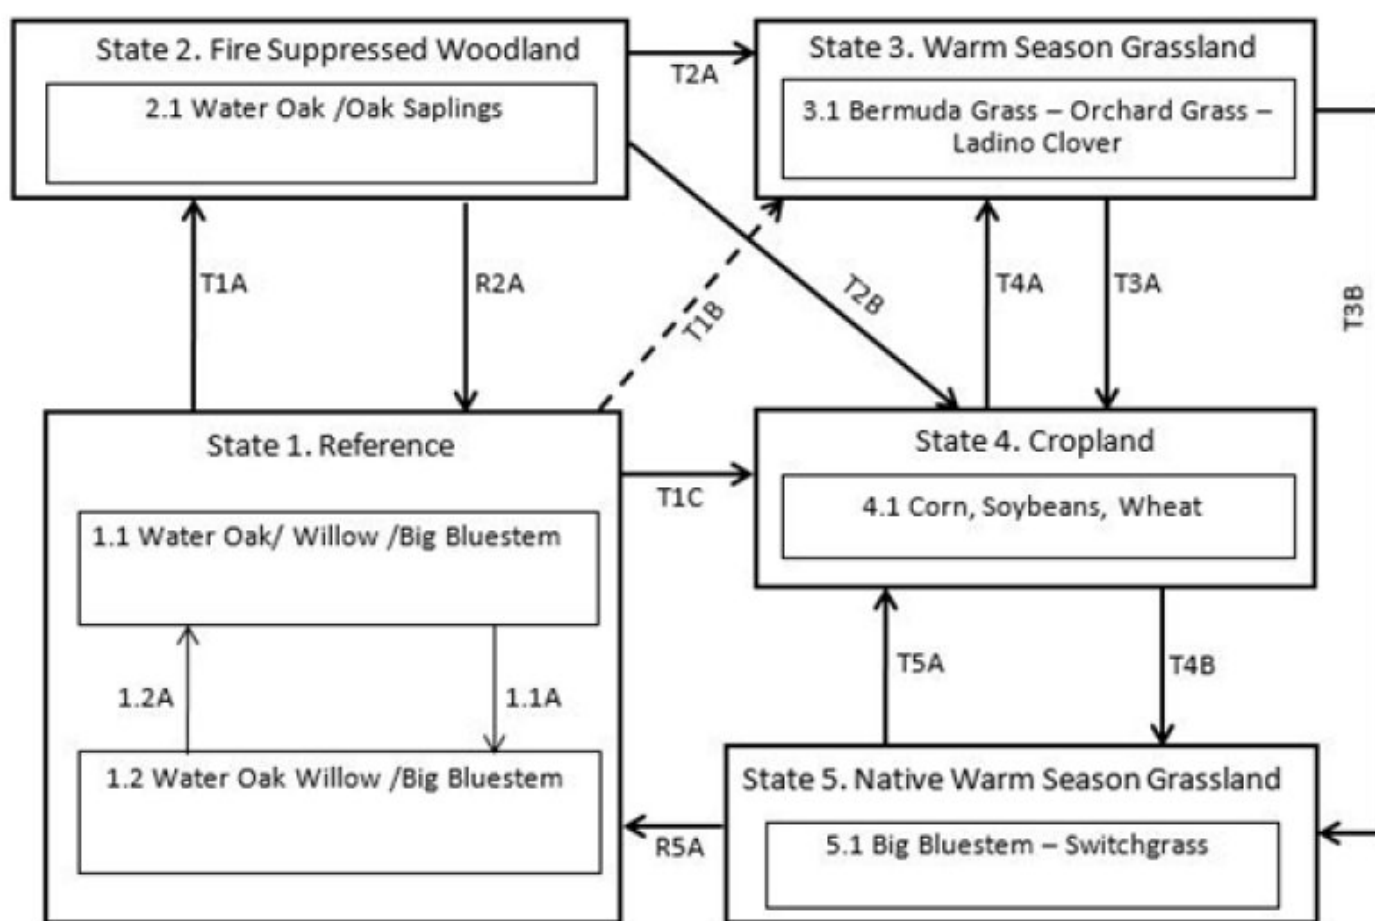 State 2. Fire Suppressed Woodland
2.1 Water Oak /Oak Saplings
T2A
State 3. Warm Season Grassland
3.1 Bermuda Grass – Orchard Grass –
Ladino Clover
T1A
R2A
T1B
T2B
T4A
T3A
T3B
State 1. Reference
1.1 Water Oak/ Willow /Big Bluestem
1.2A
1.1A
1.2 Water Oak Willow /Big Bluestem
T1C
State 4. Cropland
4.1 Corn, Soybeans, Wheat
T5A
T4B
R5A
State 5. Native Warm Season Grassland
5.1 Big Bluestem – Switchgrass